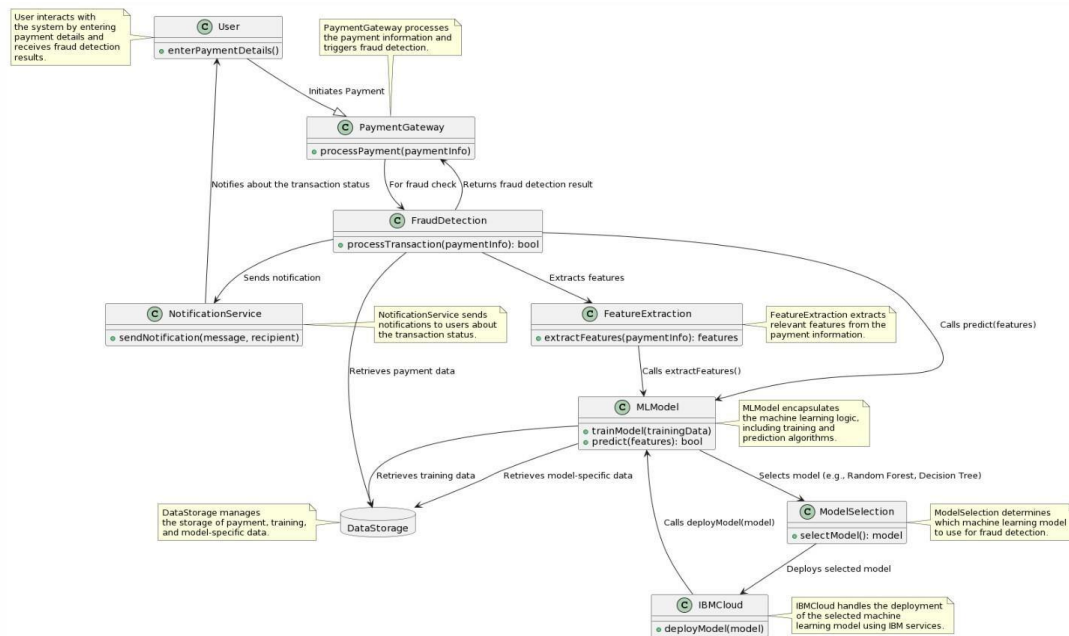 User interacts with
the system by entering
payment details and
receives fraud detection
results.
C User
enterPaymentDetails()
PaymentGateway processes
the payment information and
triggers fraud detection.
Initiates Payment
C PaymentGateway
processPayment(paymentInfo)
Notifies about the transaction status
For fraud check
Returns fraud detection result
C FraudDetection
processTransaction(paymentInfo): bool
Sends notification
Extracts features
C NotificationService
sendNotification(message, recipient)
NotificationService sends
notifications to users about
the transaction status.
C FeatureExtraction
extractFeatures(paymentInfo): features
FeatureExtraction extracts
relevant features from the
payment information.
Calls predict(features)
Retrieves payment data
Calls extractFeatures()
C MLModel
trainModel(trainingData)
predict(features): bool
MLModel encapsulates
the machine learning logic,
including training and
prediction algorithms.
Retrieves training data
Retrieves model-specific data
Selects model (e.g., Random Forest, Decision Tree)
DataStorage manages
the storage of payment, training,
and model-specific data.
DataStorage
Calls deployModel(model)
C ModelSelection
selectModel(): model
ModelSelection determines
which machine learning model
to use for fraud detection.
Deploys selected model
C IBMCloud
deployModel(model)
IBMCloud handles the deployment
of the selected machine
learning model using IBM services.